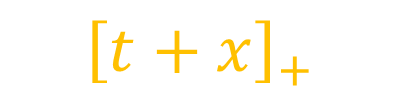 [t + x]₊